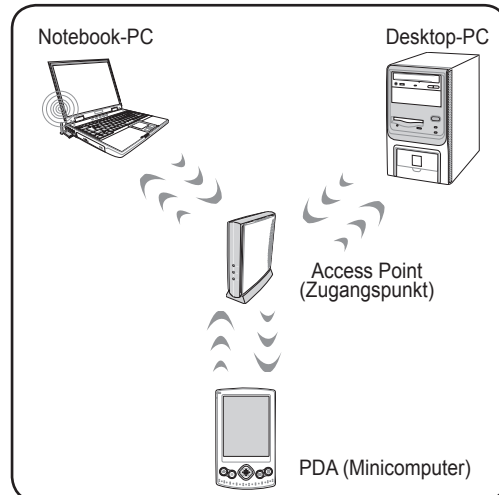 Notebook-PC
Desktop-PC
Access Point
(Zugangspunkt)
PDA (Minicomputer)